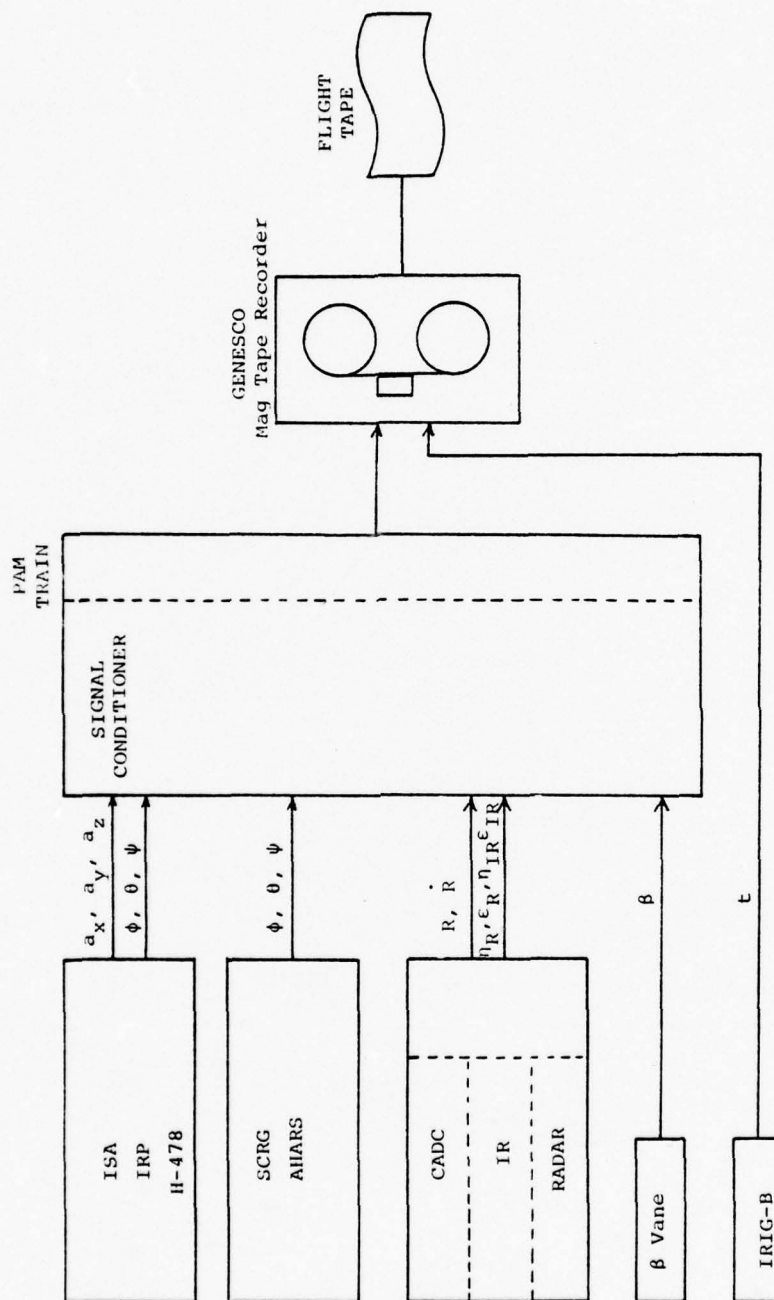 ISA
IRP
H-478
a_x, a_y, a_z
φ, θ, ψ
SCRG
AHARS
φ, θ, ψ
CADC
IR
RADAR
R, Ṙ
η_R, ε_R, η_IR ε_IR
β Vane
β
IRIG-B
t
SIGNAL
CONDITIONER
PAM
TRAIN
GENESCO
Mag Tape Recorder
FLIGHT
TAPE